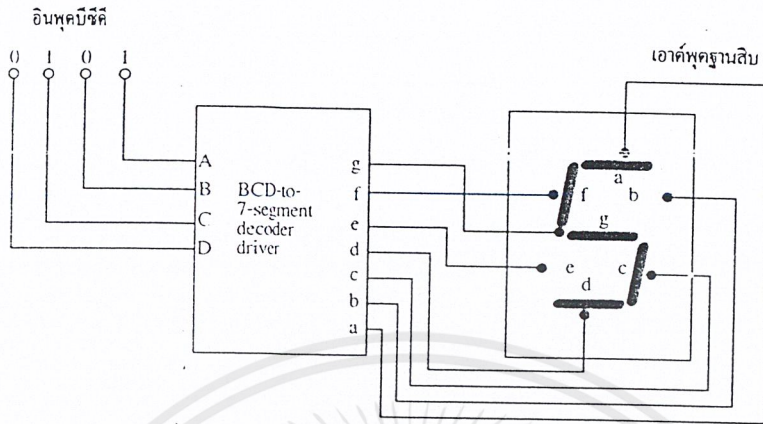 อินพุตบีซีดี
0 1 0 1
เอาต์พุตฐานสิบ
A
B
C
D
BCD-to-
7-segment
decoder
driver
g
f
e
d
c
b
a
a
f b
g
e c
d